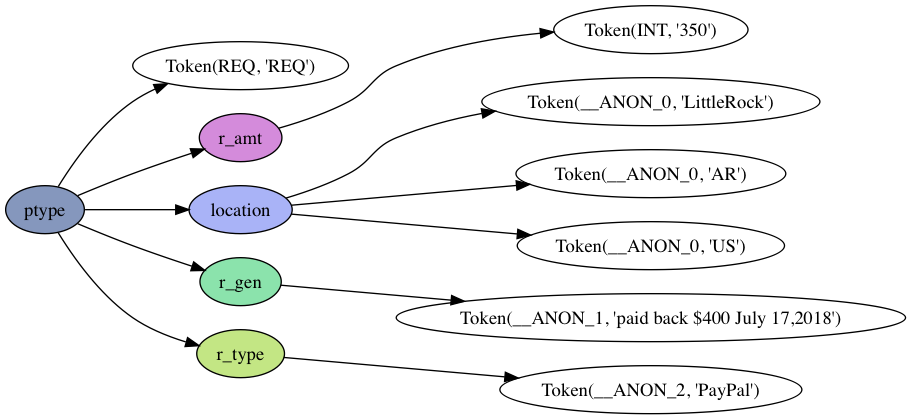 Token(INT, '350')
Token(REQ, 'REQ')
Token(__ANON_0, 'LittleRock')
r_amt
Token(__ANON_0, 'AR')
ptype
location
Token(__ANON_0, 'US')
r_gen
Token(__ANON_1, 'paid back $400 July 17,2018')
r_type
Token(__ANON_2, 'PayPal')